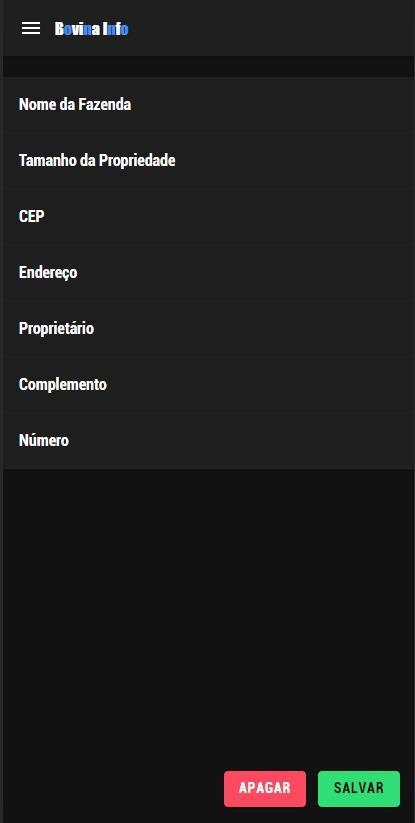 Bovina Info
Nome da Fazenda
Tamanho da Propriedade
CEP
Endereço
Proprietário
Complemento
Número
APAGAR SALVAR